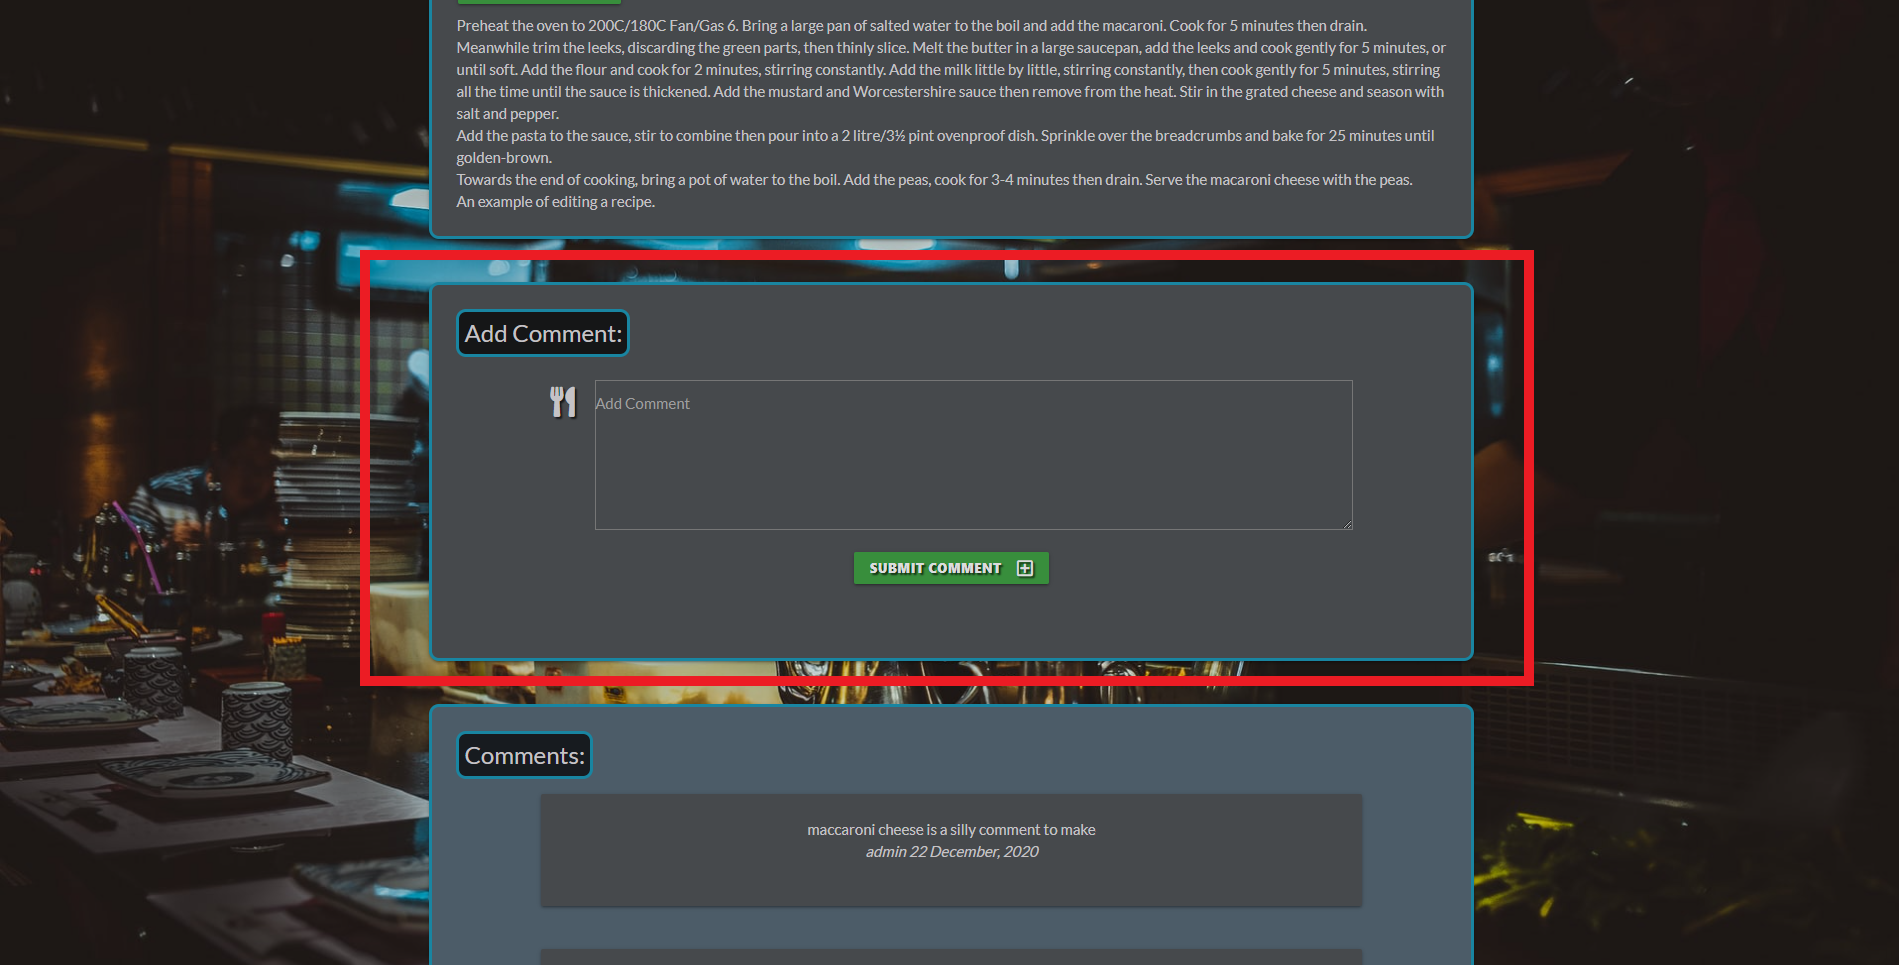 Preheat the oven to 200C/180C Fan/Gas 6. Bring a large pan of salted water to the boil and add the macaroni. Cook for 5 minutes then drain.
Meanwhile trim the leeks, discarding the green parts, then thinly slice. Melt the butter in a large saucepan, add the leeks and cook gently for 5 minutes, or
until soft. Add the flour and cook for 2 minutes, stirring constantly. Add the milk little by little, stirring constantly, then cook gently for 5 minutes, stirring
all the time until the sauce is thickened. Add the mustard and Worcestershire sauce then remove from the heat. Stir in the grated cheese and season with
salt and pepper.
Add the pasta to the sauce, stir to combine then pour into a 2 litre/3½ pint ovenproof dish. Sprinkle over the breadcrumbs and bake for 25 minutes until
golden-brown.
Towards the end of cooking, bring a pot of water to the boil. Add the peas, cook for 3-4 minutes then drain. Serve the macaroni cheese with the peas.
An example of editing a recipe.
Add Comment:
Add Comment
SUBMIT COMMENT
Comments:
maccaroni cheese is a silly comment to make
admin 22 December, 2020